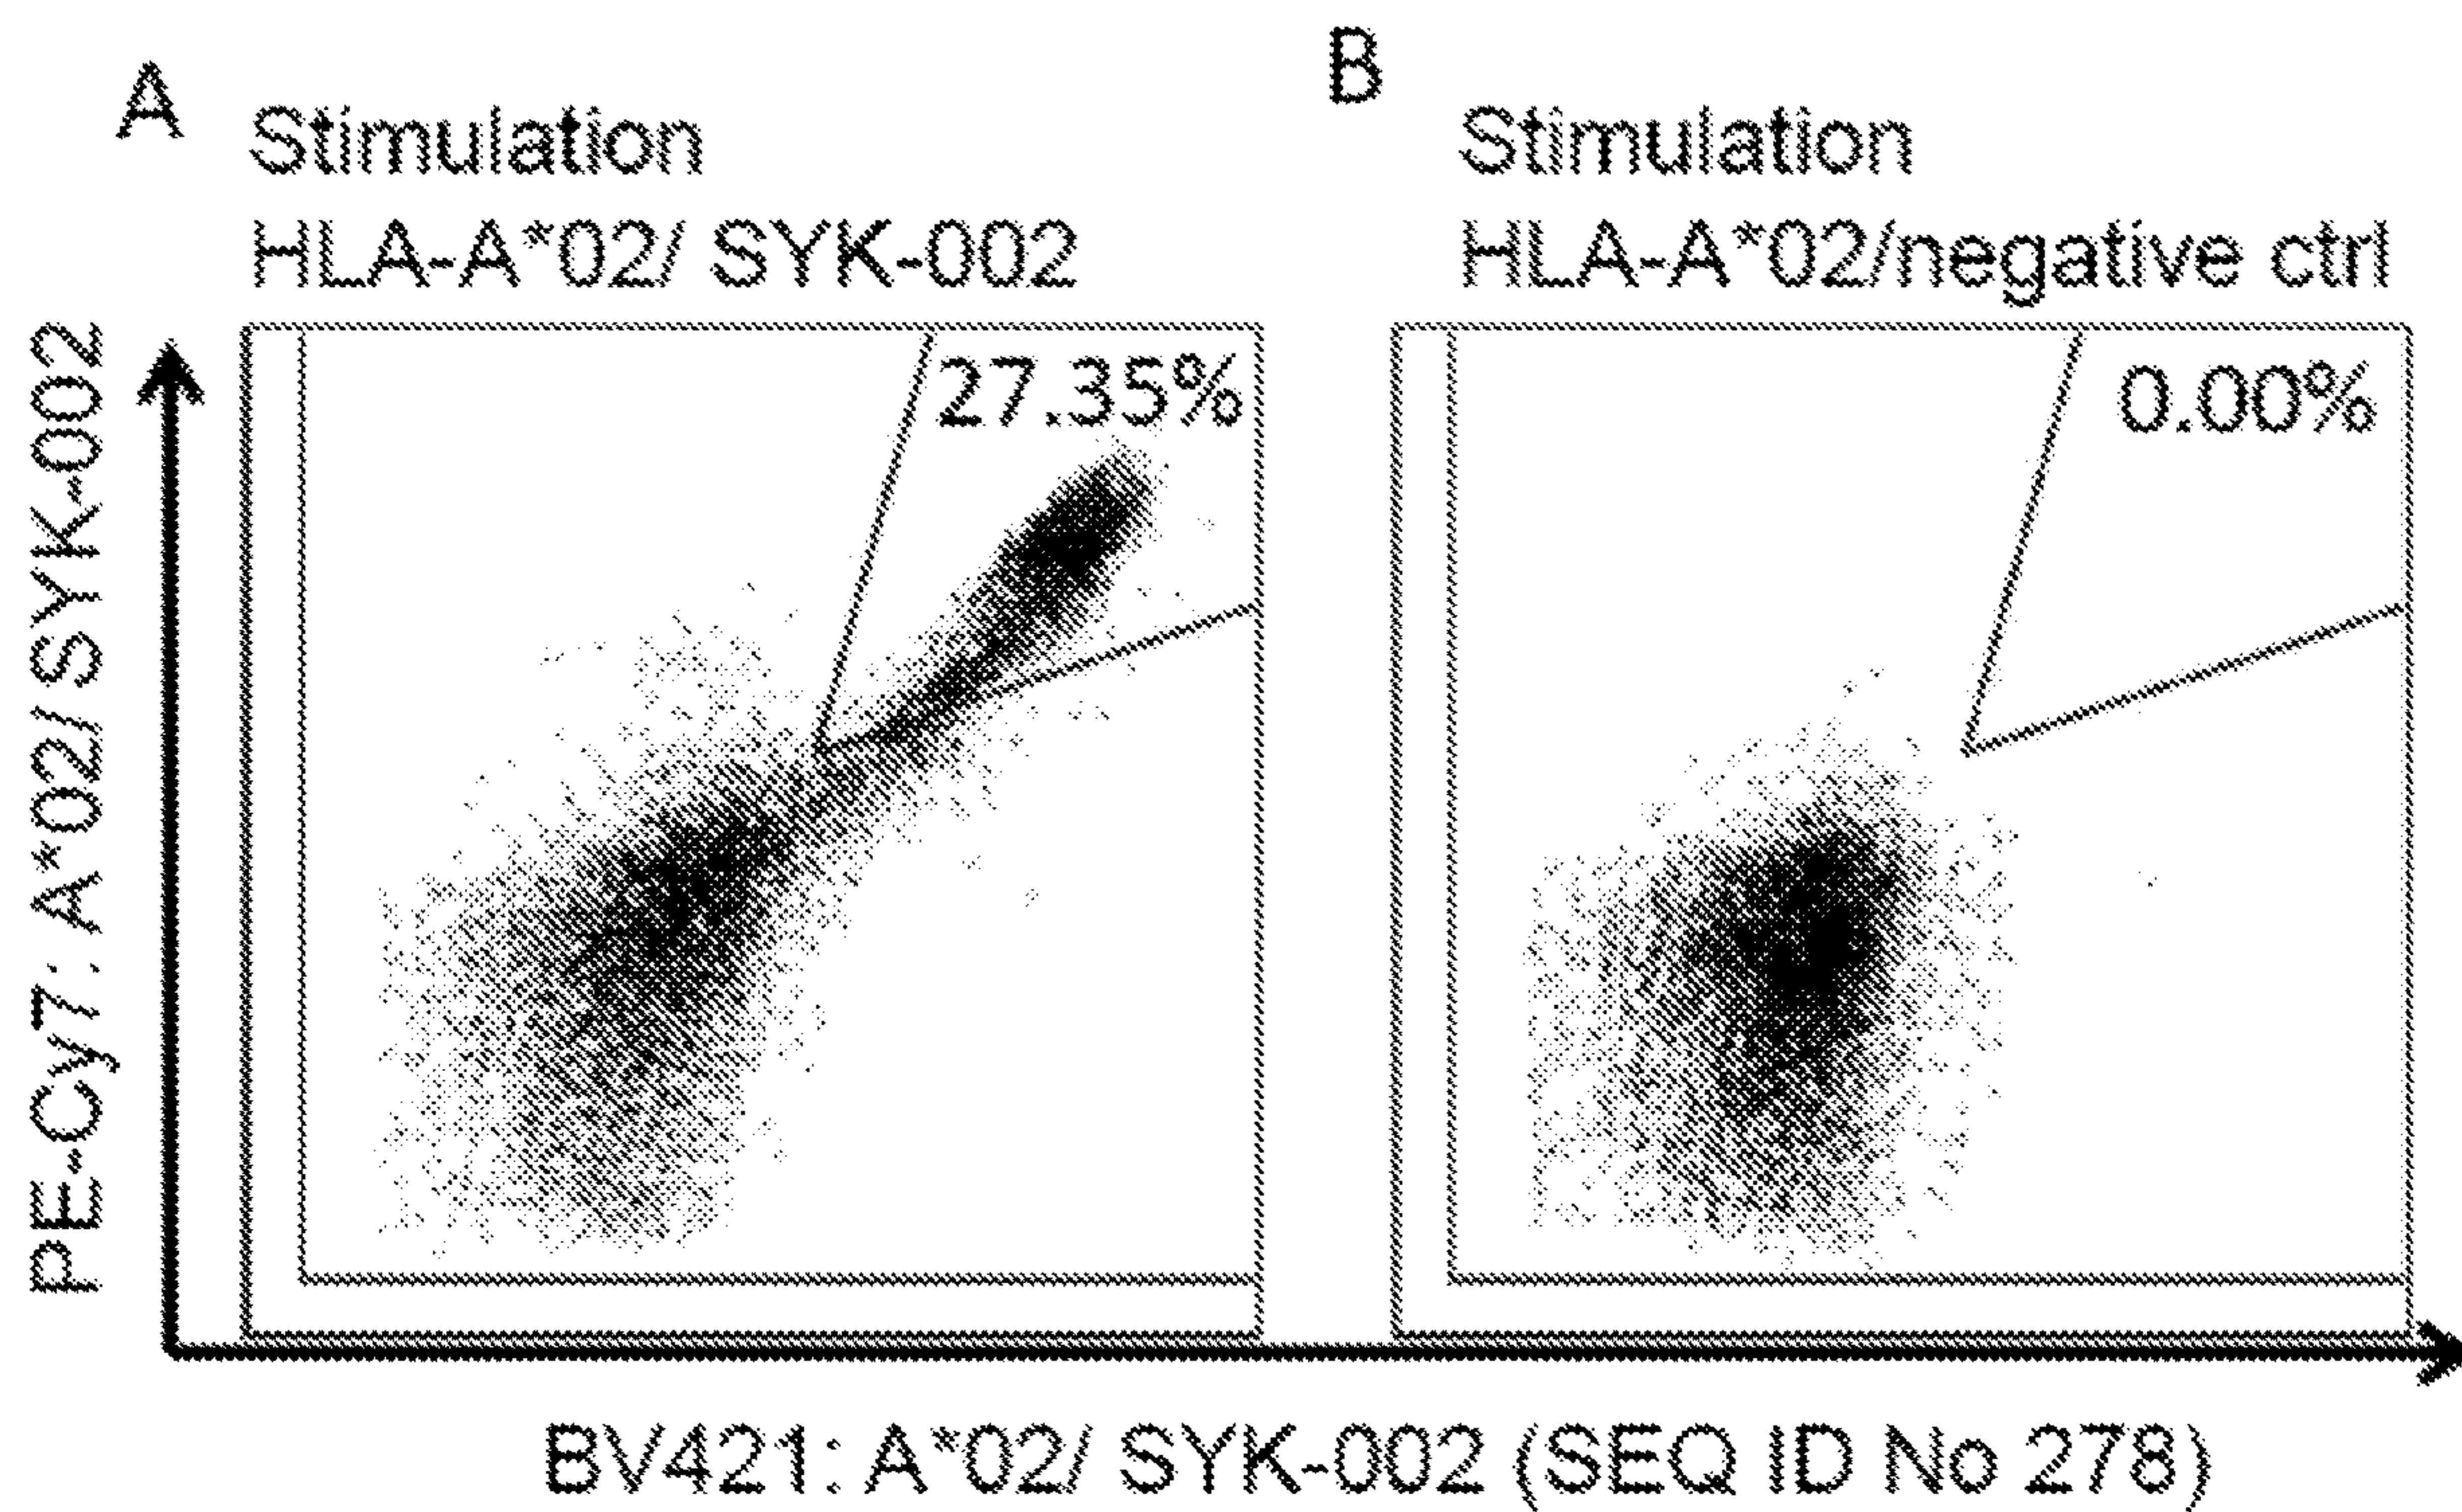 A
Stimulation
HLA-A*02/ SYK-002
B
Stimulation
HLA-A*02/negative ctrl
27.35%
0.00%
PE-Cy7: A*02/ SYK-002
BV421: A*02/ SYK-002 (SEQ ID No 278)